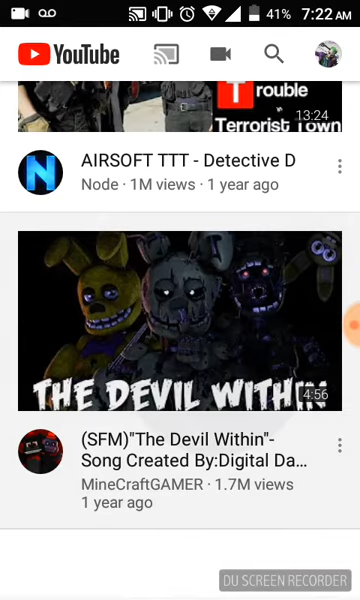 41% 7:22 AM
YouTube
Trouble
in
Terrorist Town
13:24
N
AIRSOFT TTT - Detective D
Node · 1M views · 1 year ago
THE DEVIL WITHIN
4:56
(SFM)"The Devil Within"-
Song Created By:Digital Da...
MineCraftGAMER · 1.7M views
1 year ago
DU SCREEN RECORDER